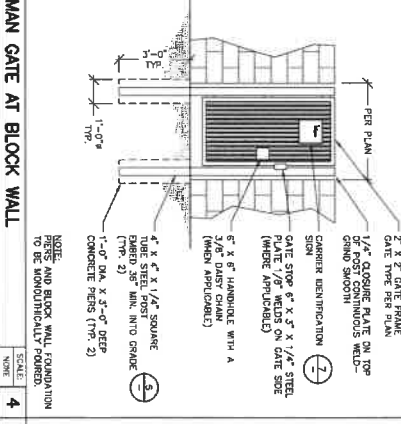 2" X 2" GATE FRAME
GATE TYPE PER PLAN
1/4" CLOSURE PLATE ON TOP
OF POST CONTINUOUS WELD-
GRIND SMOOTH
CARRIER IDENTIFICATION
SIGN
7
-
GATE STOP 6" X 3" X 1/4" STEEL
PLATE 1/8" WELDS ON GATE SIDE
(WHERE APPLICABLE)
6" X 6" HANDHOLE WITH A
3/8" DAISY CHAIN
(WHEN APPLICABLE)
4" X 4" X 1/4" SQUARE
TUBE STEEL POST
EMBED 36" MIN. INTO GRADE
(TYP. 2)
5
-
1'-0" DIA. X 3'-0" DEEP
CONCRETE PIERS (TYP. 2)
PER PLAN
3'-0"
TYP.
1'-0"ø
TYP.
NOTE:
PIERS AND BLOCK WALL FOUNDATION
TO BE MONOLITHICALLY POURED.
MAN GATE AT BLOCK WALL
SCALE:
NONE
4